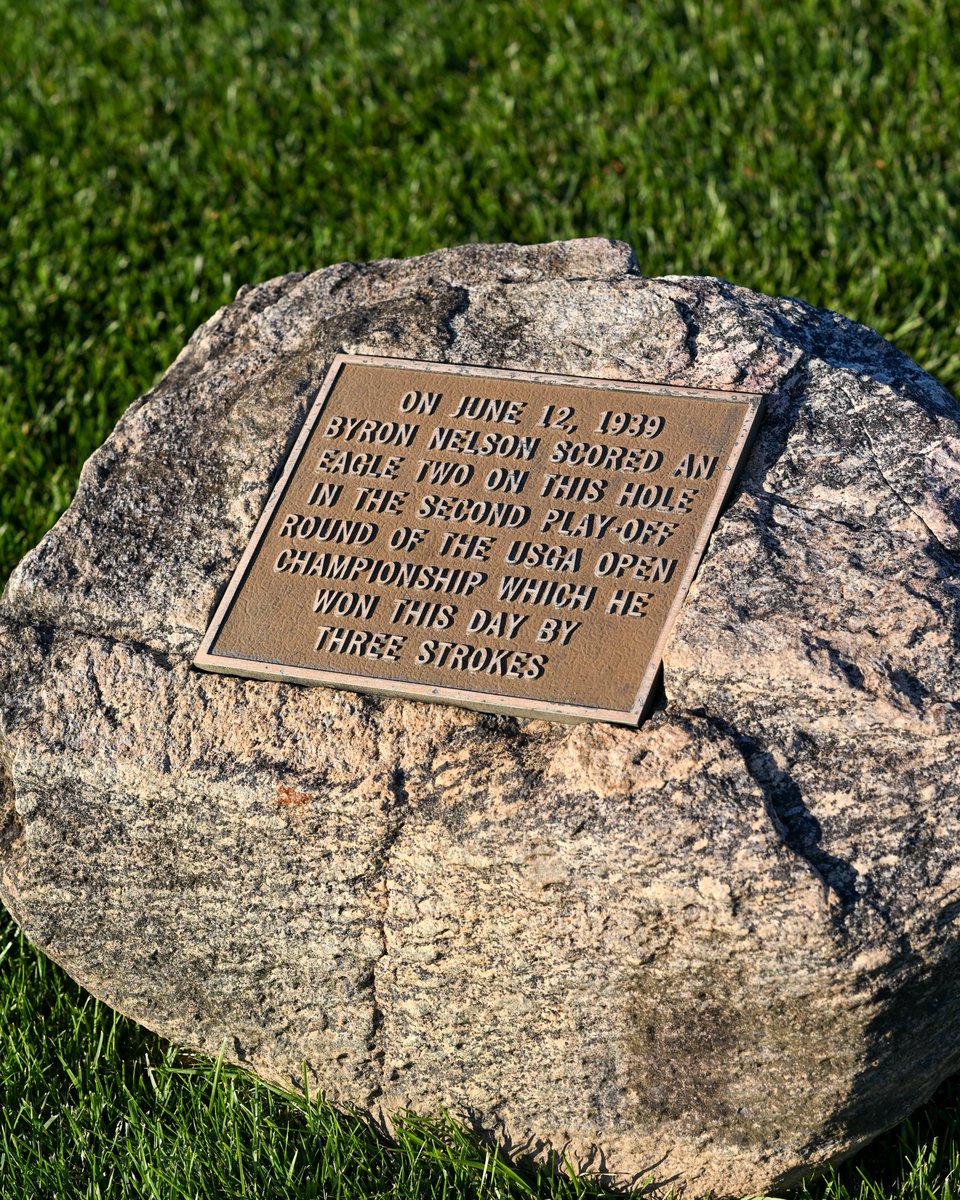 ON JUNE 12, 1939
BYRON NELSON SCORED AN
EAGLE TWO ON THIS HOLE
IN THE SECOND PLAY-OFF
ROUND OF THE USGA OPEN
CHAMPIONSHIP WHICH HE
WON THIS DAY BY
THREE STROKES